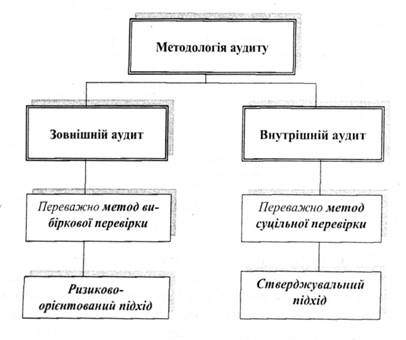 Методологія аудиту
Зовнішній аудит
Внутрішній аудит
Переважно метод ви-
біркової перевірки
Переважно метод
суцільної перевірки
Ризиково-
орієнтований підхід
Стверджувальний
підхід